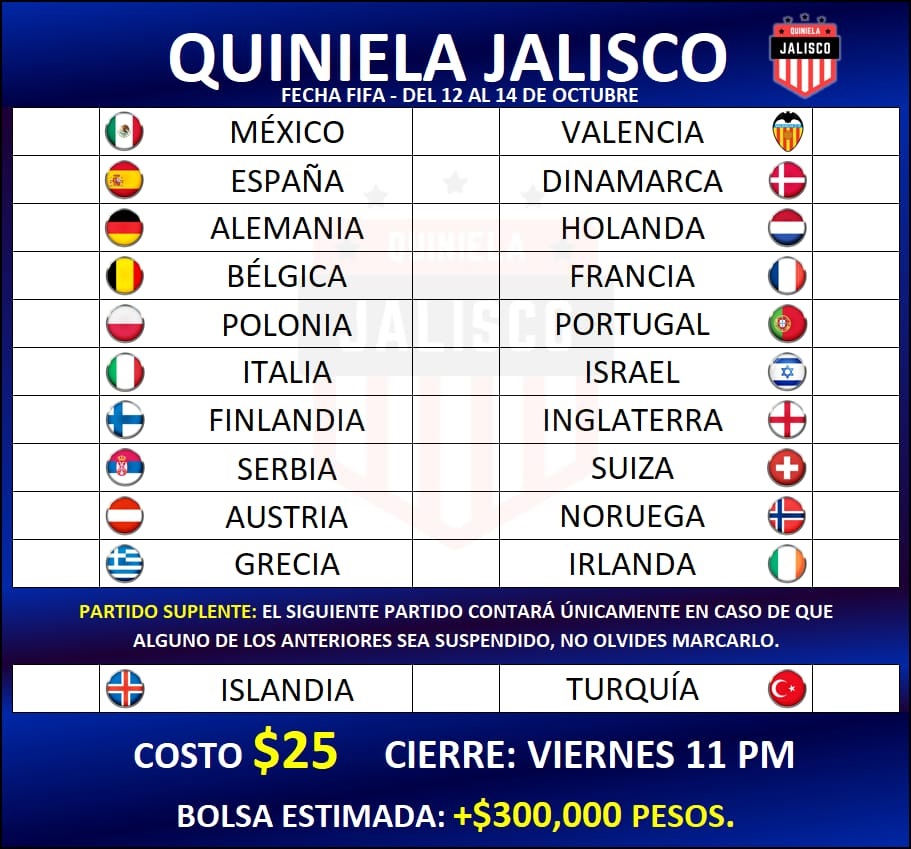 QUINIELA JALISCO
QUINIELA
JALISCO
FECHA FIFA - DEL 12 AL 14 DE OCTUBRE
MÉXICO VALENCIA
ESPAÑA DINAMARCA
ALEMANIA HOLANDA
QUINIELA
BÉLGICA FRANCIA
POLONIA PORTUGAL
JALISCO
ITALIA ISRAEL
FINLANDIA INGLATERRA
SERBIA SUIZA
AUSTRIA NORUEGA
GRECIA IRLANDA
PARTIDO SUPLENTE: EL SIGUIENTE PARTIDO CONTARÁ ÚNICAMENTE EN CASO DE QUE
ALGUNO DE LOS ANTERIORES SEA SUSPENDIDO, NO OLVIDES MARCARLO.
ISLANDIA TURQUÍA
COSTO $25 CIERRE: VIERNES 11 PM
BOLSA ESTIMADA: +$300,000 PESOS.